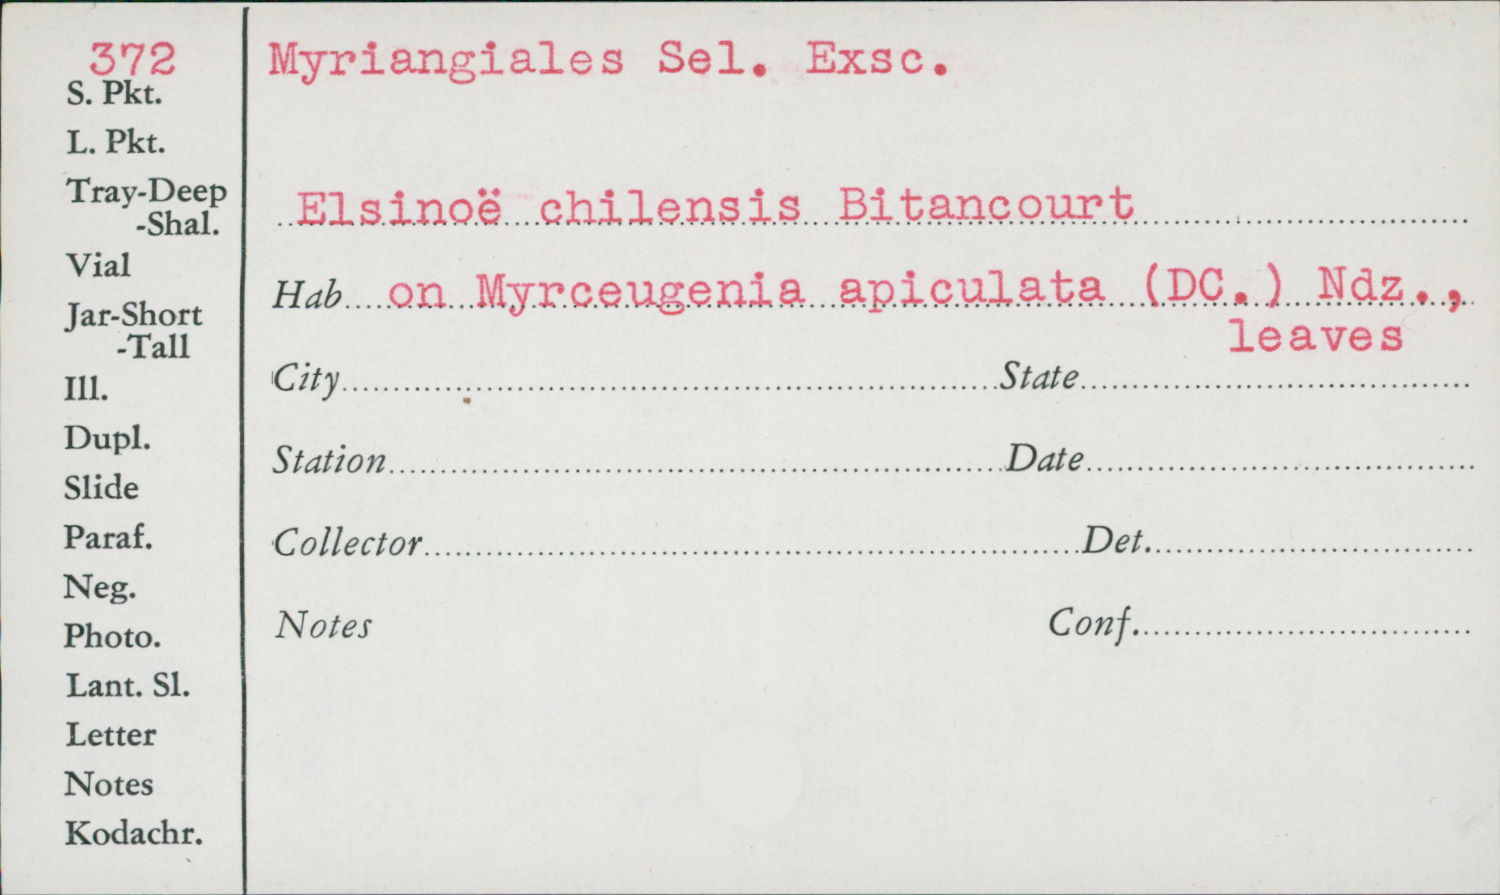 372
S. Pkt.
L. Pkt.
Tray-Deep
-Shal.
Vial
Jar-Short
-Tall
Ill.
Dupl.
Slide
Paraf.
Neg.
Photo.
Lant. Sl.
Letter
Notes
Kodachr.
Myriangiales Sel. Exsc.
Elsinoë chilensis Bitancourt
Hab. on Myrceugenia apiculata (DC.) Ndz.,
leaves
City State
Station Date
Collector Det.
Notes Conf.